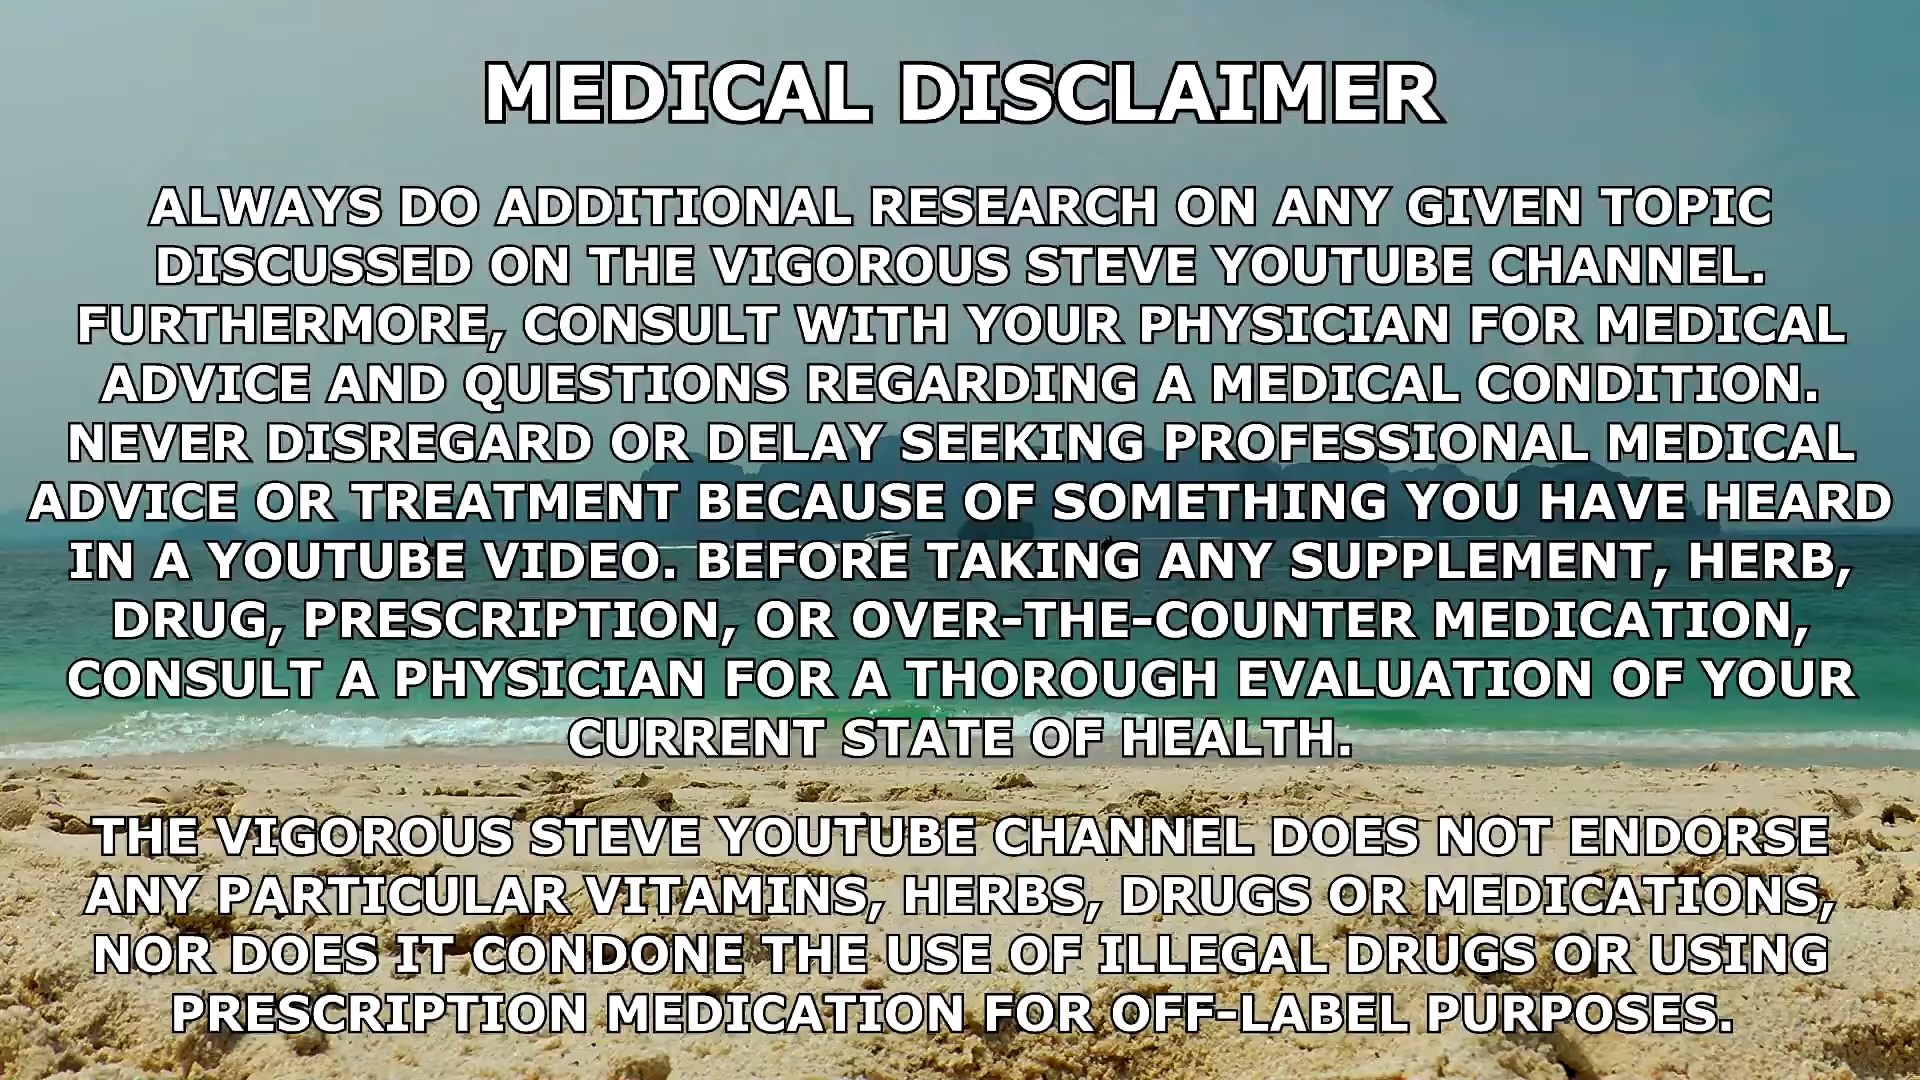 MEDICAL DISCLAIMER
ALWAYS DO ADDITIONAL RESEARCH ON ANY GIVEN TOPIC
DISCUSSED ON THE VIGOROUS STEVE YOUTUBE CHANNEL.
FURTHERMORE, CONSULT WITH YOUR PHYSICIAN FOR MEDICAL
ADVICE AND QUESTIONS REGARDING A MEDICAL CONDITION.
NEVER DISREGARD OR DELAY SEEKING PROFESSIONAL MEDICAL
ADVICE OR TREATMENT BECAUSE OF SOMETHING YOU HAVE HEARD
IN A YOUTUBE VIDEO. BEFORE TAKING ANY SUPPLEMENT, HERB,
DRUG, PRESCRIPTION, OR OVER-THE-COUNTER MEDICATION,
CONSULT A PHYSICIAN FOR A THOROUGH EVALUATION OF YOUR
CURRENT STATE OF HEALTH.
THE VIGOROUS STEVE YOUTUBE CHANNEL DOES NOT ENDORSE
ANY PARTICULAR VITAMINS, HERBS, DRUGS OR MEDICATIONS,
NOR DOES IT CONDONE THE USE OF ILLEGAL DRUGS OR USING
PRESCRIPTION MEDICATION FOR OFF-LABEL PURPOSES.